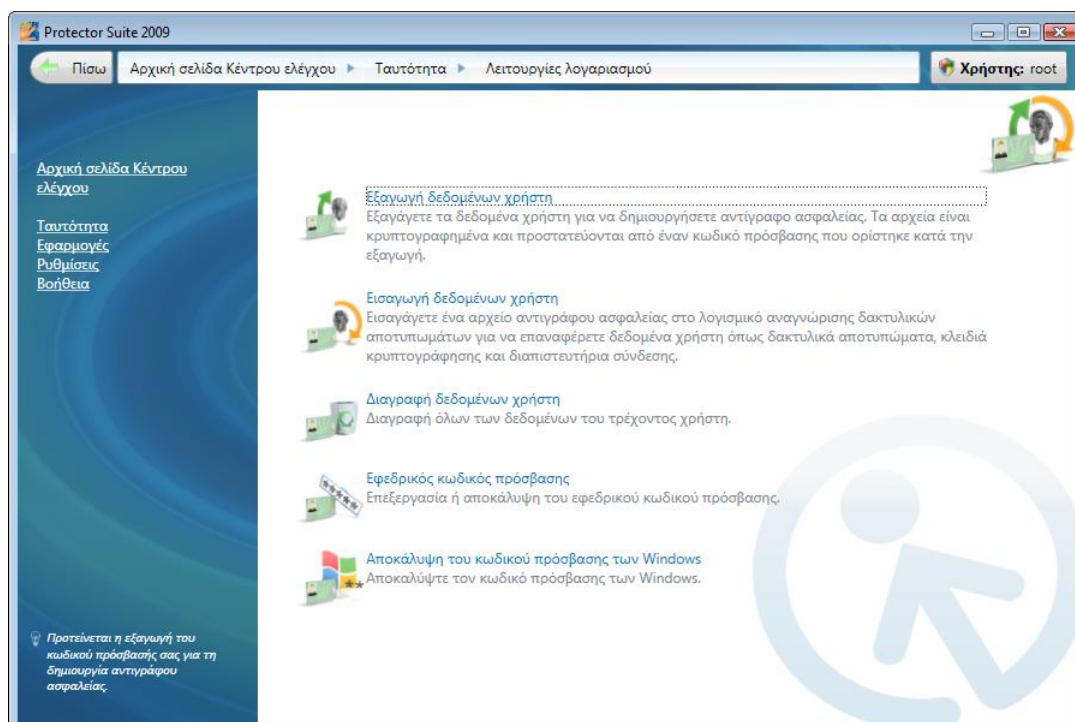 Protector Suite 2009
Πίσω
Αρχική σελίδα Κέντρου ελέγχου
Ταυτότητα
Λειτουργίες λογαριασμού
Χρήστης: root
Αρχική σελίδα Κέντρου
ελέγχου
Ταυτότητα
Εφαρμογές
Ρυθμίσεις
Βοήθεια
Εξαγωγή δεδομένων χρήστη
Εξαγάγετε τα δεδομένα χρήστη για να δημιουργήσετε αντίγραφο ασφαλείας. Τα αρχεία είναι
κρυπτογραφημένα και προστατεύονται από έναν κωδικό πρόσβασης που ορίστηκε κατά την
εξαγωγή.
Εισαγωγή δεδομένων χρήστη
Εισαγάγετε ένα αρχείο αντιγράφου ασφαλείας στο λογισμικό αναγνώρισης δακτυλικών
αποτυπωμάτων για να επαναφέρετε δεδομένα χρήστη όπως δακτυλικά αποτυπώματα, κλειδιά
κρυπτογράφησης και διαπιστευτήρια σύνδεσης.
Διαγραφή δεδομένων χρήστη
Διαγραφή όλων των δεδομένων του τρέχοντος χρήστη.
Εφεδρικός κωδικός πρόσβασης
Επεξεργασία ή αποκάλυψη του εφεδρικού κωδικού πρόσβασης.
Αποκάλυψη του κωδικού πρόσβασης των Windows
Αποκαλύψτε τον κωδικό πρόσβασης των Windows.
Προτείνεται η εξαγωγή του
κωδικού πρόσβασής σας για τη
δημιουργία αντιγράφου
ασφαλείας.